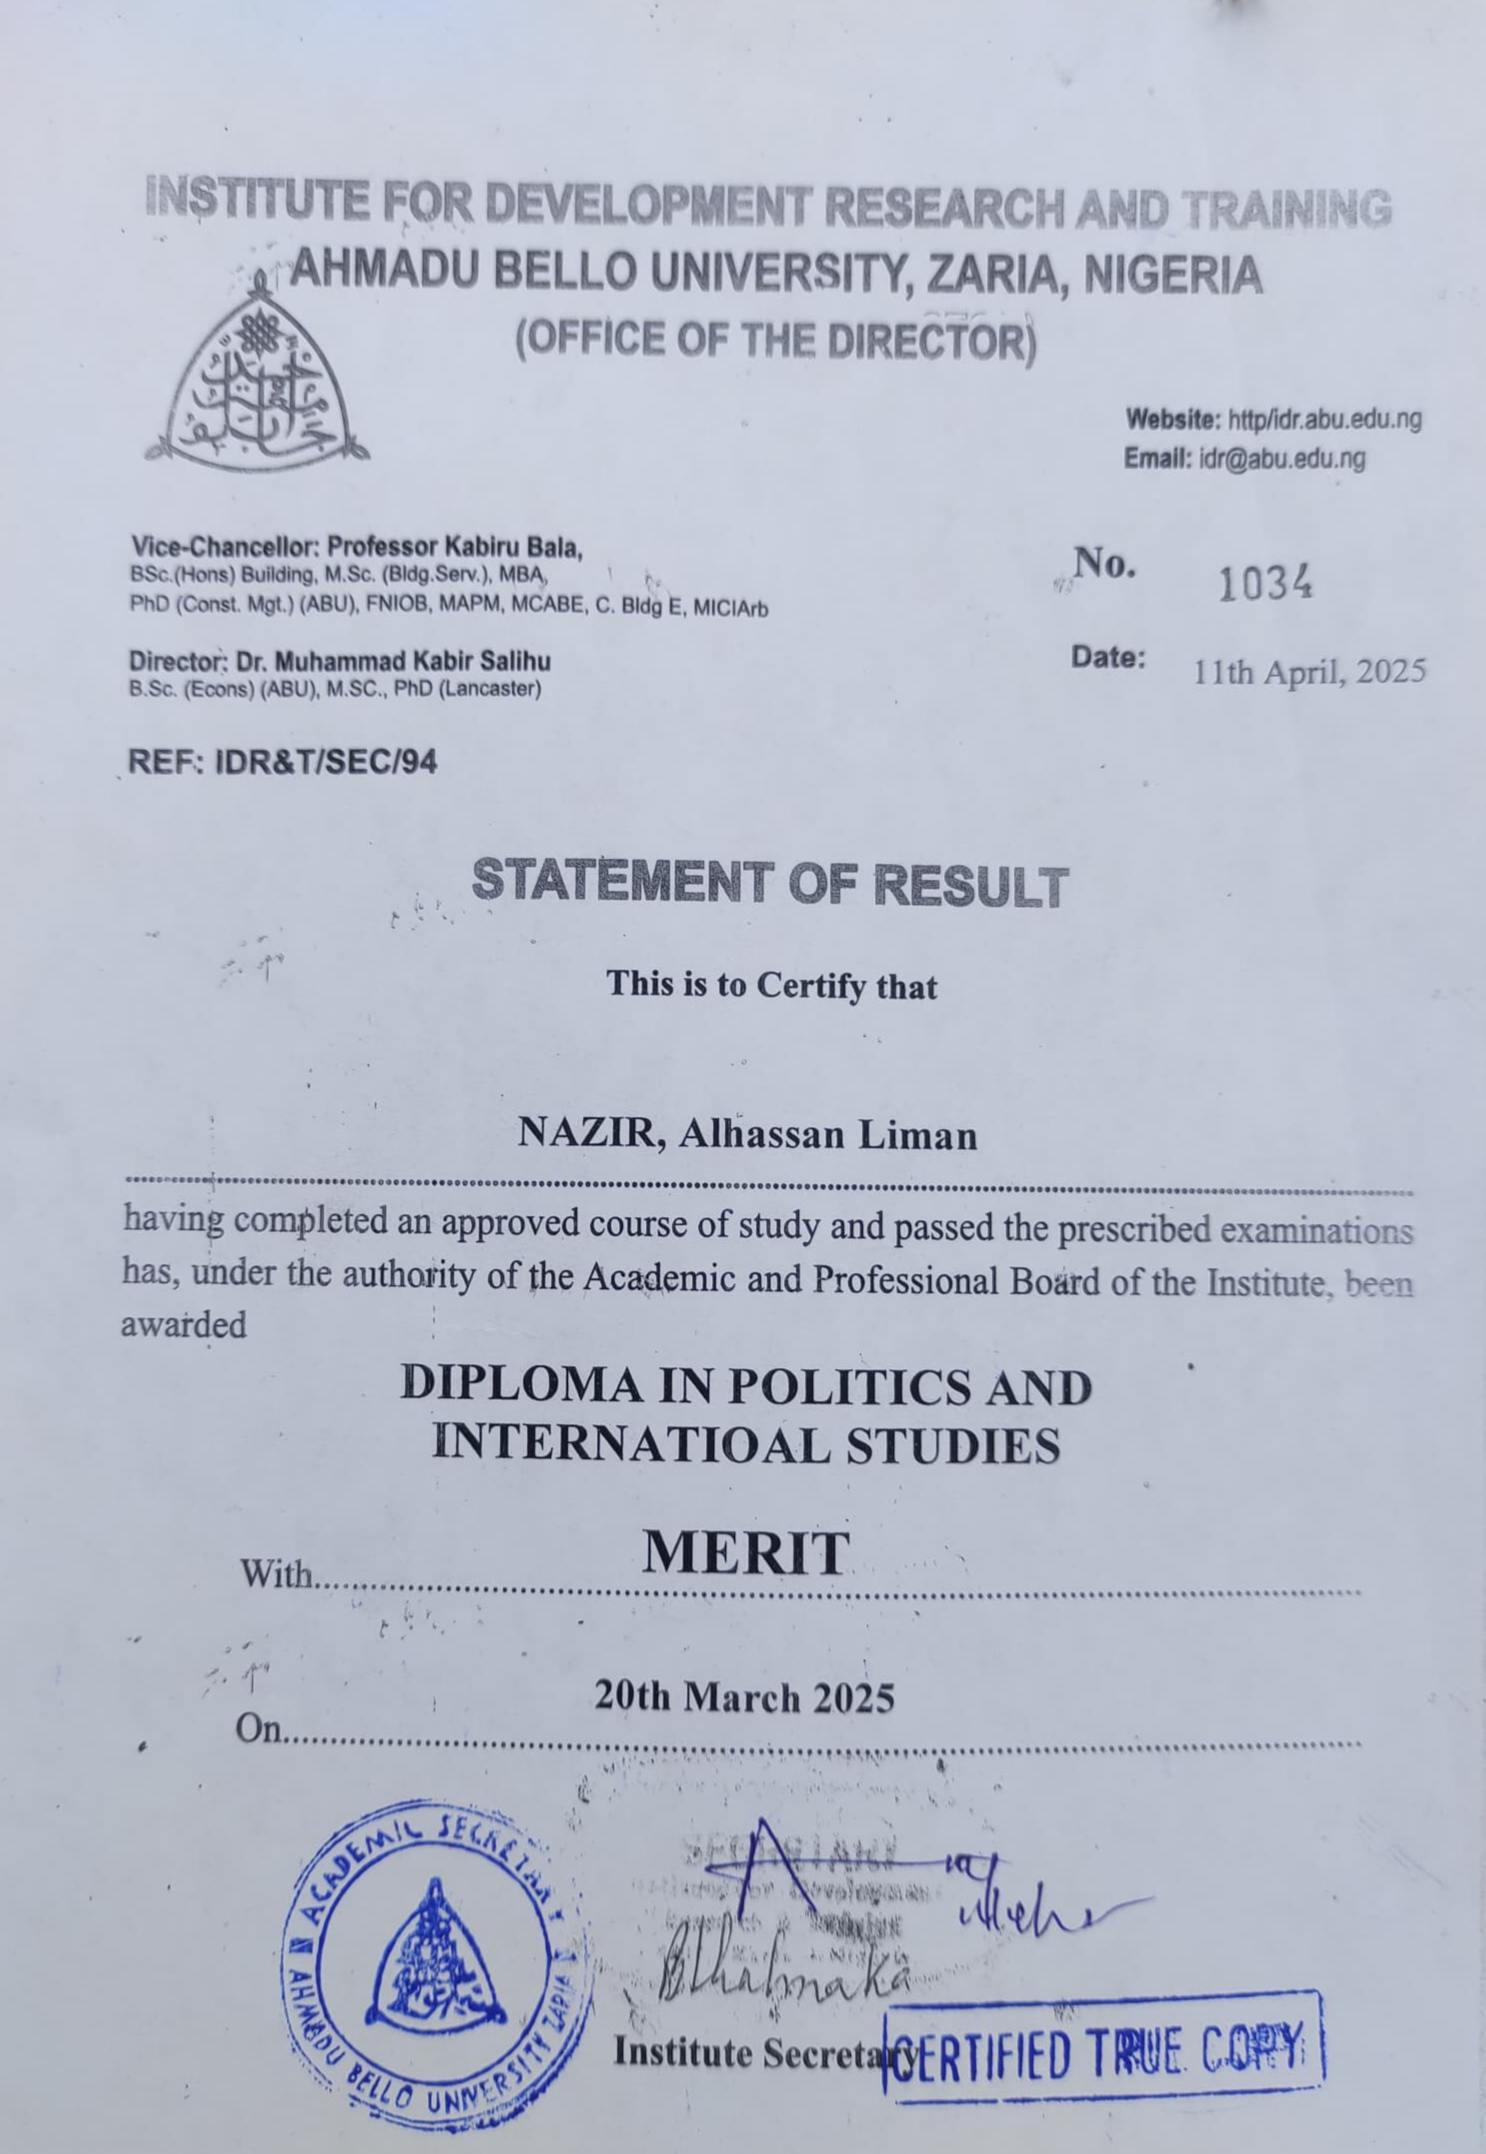 INSTITUTE FOR DEVELOPMENT RESEARCH AND TRAINING
AHMADU BELLO UNIVERSITY, ZARIA, NIGERIA
(OFFICE OF THE DIRECTOR)
Website: http/idr.abu.edu.ng
Email: idr@abu.edu.ng
Vice-Chancellor: Professor Kabiru Bala,
BSc.(Hons) Building, M.Sc. (Bldg.Serv.), MBA,
PhD (Const. Mgt.) (ABU), FNIOB, MAPM, MCABE, C. Bldg E, MICIArb
No. 1034
Director: Dr. Muhammad Kabir Salihu
B.Sc. (Econs) (ABU), M.SC., PhD (Lancaster)
Date: 11th April, 2025
REF: IDR&T/SEC/94
STATEMENT OF RESULT
This is to Certify that
NAZIR, Alhassan Liman
having completed an approved course of study and passed the prescribed examinations
has, under the authority of the Academic and Professional Board of the Institute, been
awarded
DIPLOMA IN POLITICS AND
INTERNATIOAL STUDIES
With MERIT
On 20th March 2025
ACADEMIC SECRETARY
AHMADU BELLO UNIVERSITY ZARIA
SECRETARY
Institute Secretary
CERTIFIED TRUE COPY